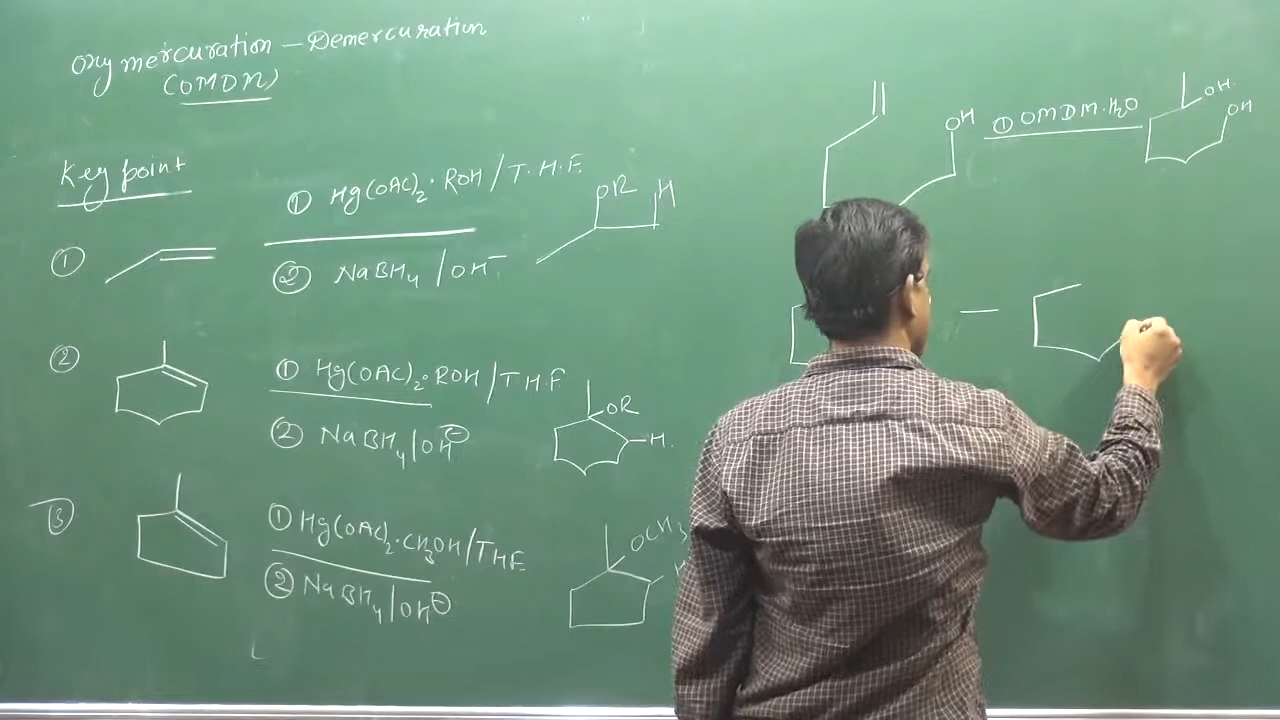 Oxymercuration — Demercuration
(OMDM)
Key point
①
① Hg(OAc)₂·ROH/T.H.F.
② NaBH₄/OH⁻
OR H
②
① Hg(OAc)₂·ROH/T.H.F
② NaBH₄/OH⊖
OR
H.
③
① Hg(OAc)₂·CH₃OH/THF
② NaBH₄/OH⊖
OCH₃
OH
① OMDM·H₂O
OH.
OH